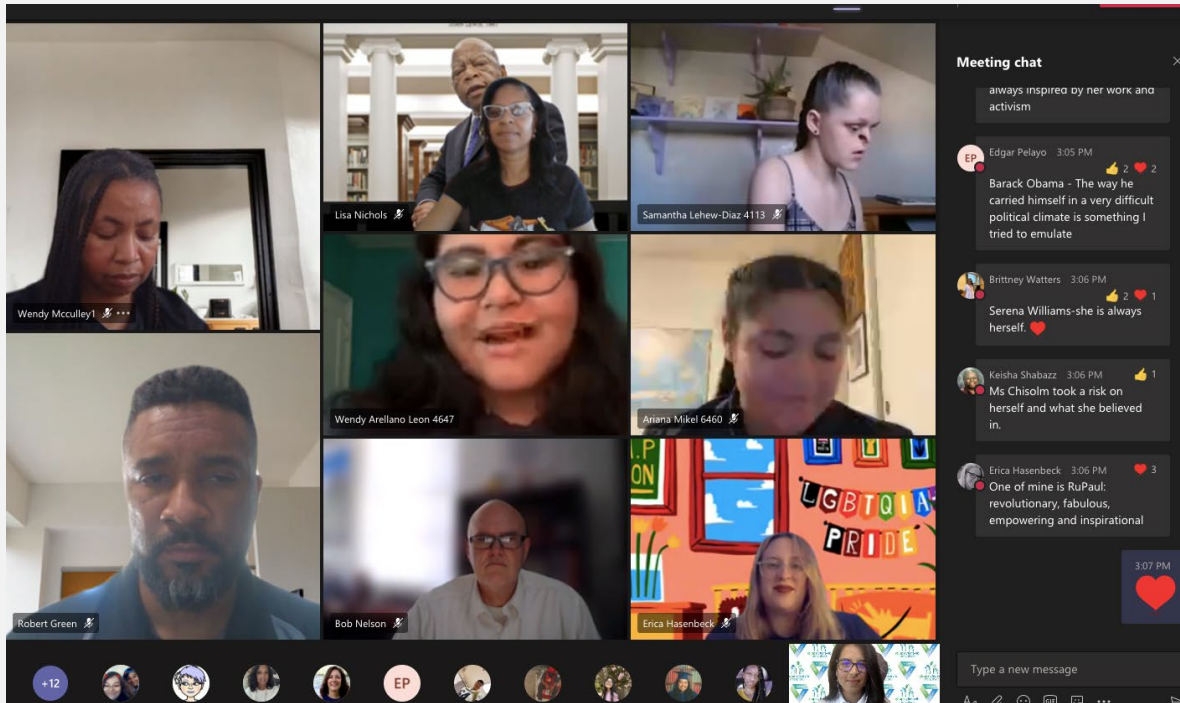 Meeting chat
always inspired by her work and
activism
EP
Edgar Pelayo 3:05 PM
👍 2 ❤️ 2
Barack Obama - The way he
carried himself in a very difficult
political climate is something I
tried to emulate
Brittney Watters 3:06 PM
👍 2 ❤️ 1
Serena Williams-she is always
herself. ❤️
Keisha Shabazz 3:06 PM 👍 1
Ms Chisolm took a risk on
herself and what she believed
in.
Erica Hasenbeck 3:06 PM ❤️ 3
One of mine is RuPaul:
revolutionary, fabulous,
empowering and inspirational
3:07 PM
❤️
Type a new message
Wendy Mcculley1
Lisa Nichols
Samantha Lehew-Diaz 4113
Wendy Arellano Leon 4647
Ariana Mikel 6460
Robert Green
Bob Nelson
Erica Hasenbeck
LGBTQIA
PRIDE
ON
+12
EP